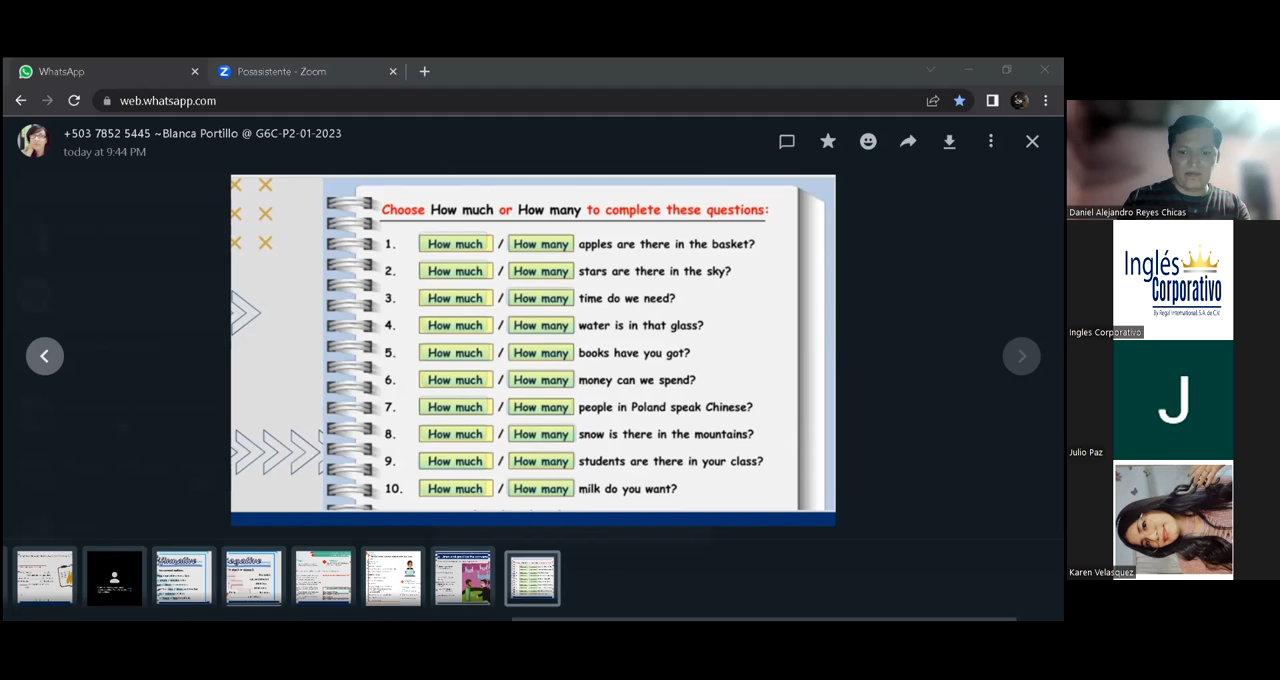 WhatsApp
Posasistente - Zoom
web.whatsapp.com
+503 7852 5445 ~Blanca Portillo @ G6C-P2-01-2023
today at 9:44 PM
Choose How much or How many to complete these questions:
1. How much / How many apples are there in the basket?
2. How much / How many stars are there in the sky?
3. How much / How many time do we need?
4. How much / How many water is in that glass?
5. How much / How many books have you got?
6. How much / How many money can we spend?
7. How much / How many people in Poland speak Chinese?
8. How much / How many snow is there in the mountains?
9. How much / How many students are there in your class?
10. How much / How many milk do you want?
Daniel Alejandro Reyes Chicas
Inglés
Corporativo
By Regal International, S.A. de C.V.
Ingles Corporativo
J
Julio Paz
Karen Velasquez